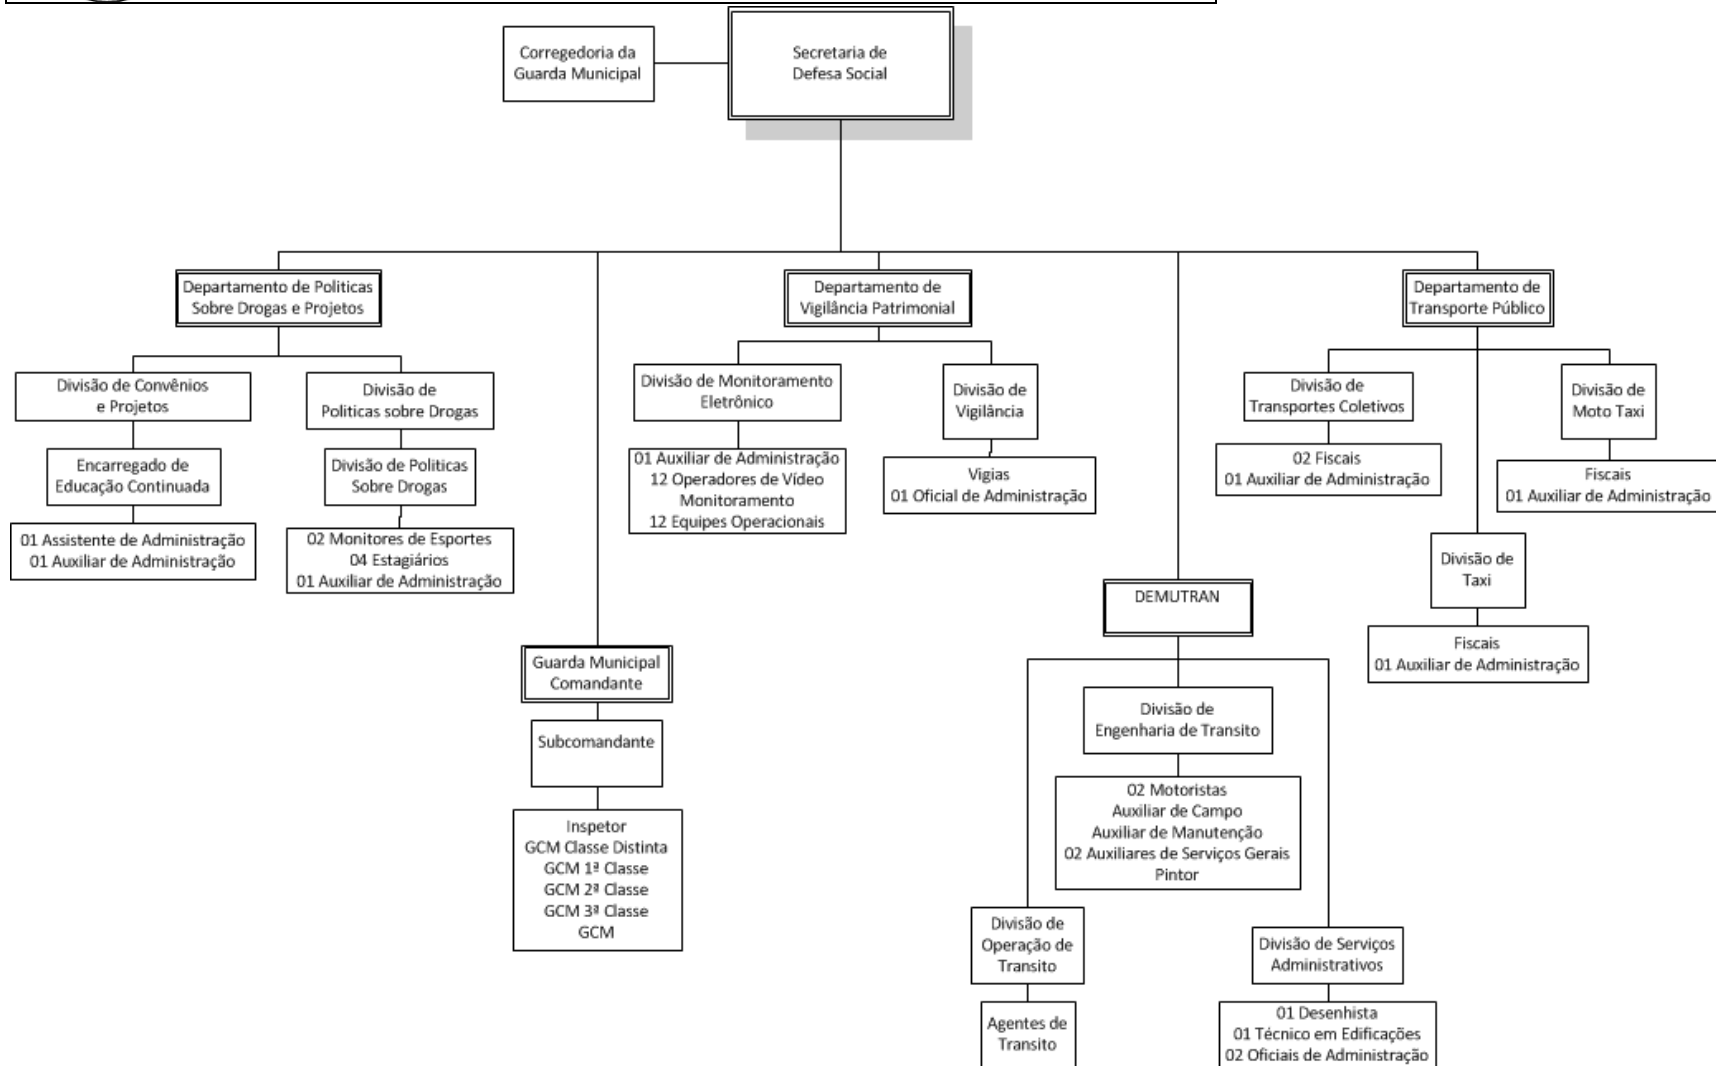 Corregedoria da
Guarda Municipal
Secretaria de
Defesa Social
Departamento de Politicas
Sobre Drogas e Projetos
Departamento de
Vigilância Patrimonial
Departamento de
Transporte Público
Divisão de Convênios
e Projetos
Divisão de
Politicas sobre Drogas
Divisão de Monitoramento
Eletrônico
Divisão de
Vigilância
Divisão de
Transportes Coletivos
Divisão de
Moto Taxi
Encarregado de
Educação Continuada
Divisão de Politicas
Sobre Drogas
01 Auxiliar de Administração
12 Operadores de Vídeo
Monitoramento
12 Equipes Operacionais
Vigias
01 Oficial de Administração
02 Fiscais
01 Auxiliar de Administração
Fiscais
01 Auxiliar de Administração
01 Assistente de Administração
01 Auxiliar de Administração
02 Monitores de Esportes
04 Estagiários
01 Auxiliar de Administração
Divisão de
Taxi
DEMUTRAN
Fiscais
01 Auxiliar de Administração
Guarda Municipal
Comandante
Subcomandante
Divisão de
Engenharia de Transito
02 Motoristas
Auxiliar de Campo
Auxiliar de Manutenção
02 Auxiliares de Serviços Gerais
Pintor
Inspetor
GCM Classe Distinta
GCM 1ª Classe
GCM 2ª Classe
GCM 3ª Classe
GCM
Divisão de
Operação de
Transito
Divisão de Serviços
Administrativos
Agentes de
Transito
01 Desenhista
01 Técnico em Edificações
02 Oficiais de Administração